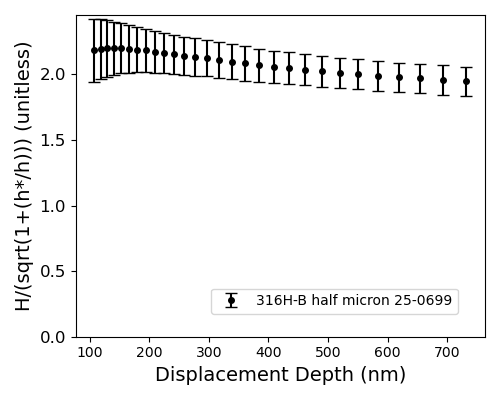 H/(sqrt(1+(h*/h))) (unitless)
2.0
1.5
1.0
0.5
0.0
316H-B half micron 25-0699
100 200 300 400 500 600 700
Displacement Depth (nm)